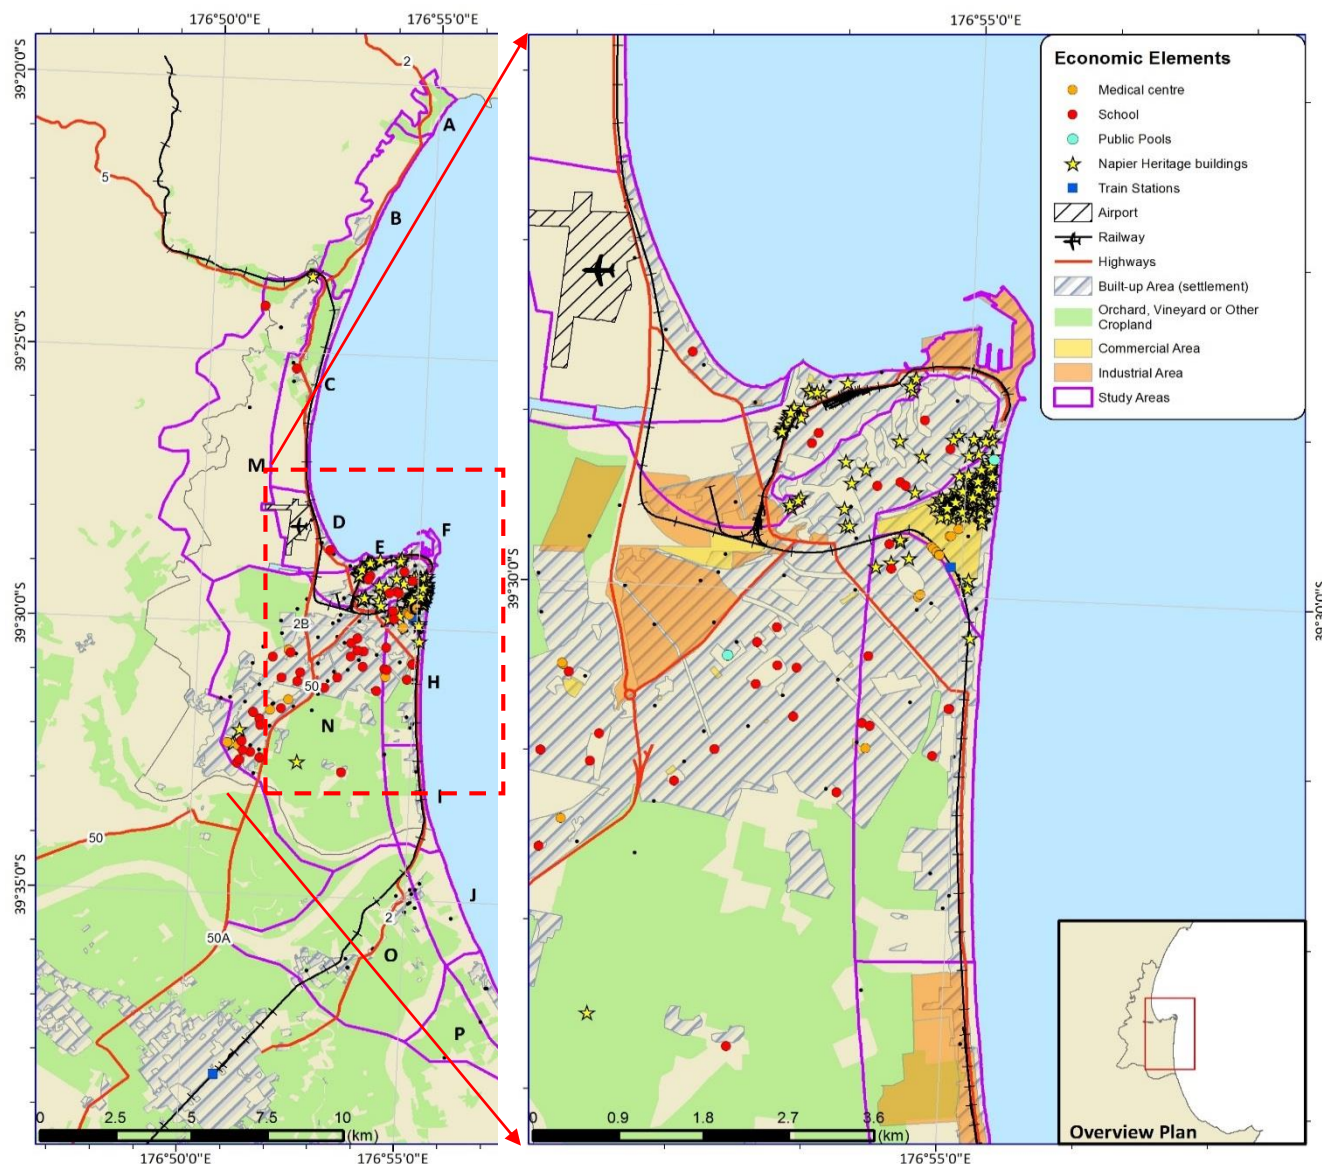 176°50'0"E
176°55'0"E
176°55'0"E
39°20'0"S
39°25'0"S
39°30'0"S
39°35'0"S
39°30'0"S
39°30'0"S
2
A
5
B
C
M
D
F
E
G
2B
50
H
N
I
50
J
2
50A
O
P
0
2.5
5
7.5
10
(km)
176°50'0"E
176°55'0"E
Economic Elements
Medical centre
School
Public Pools
Napier Heritage buildings
Train Stations
Airport
Railway
Highways
Built-up Area (settlement)
Orchard, Vineyard or Other
Cropland
Commercial Area
Industrial Area
Study Areas
0
0.9
1.8
2.7
3.6
(km)
176°55'0"E
Overview Plan